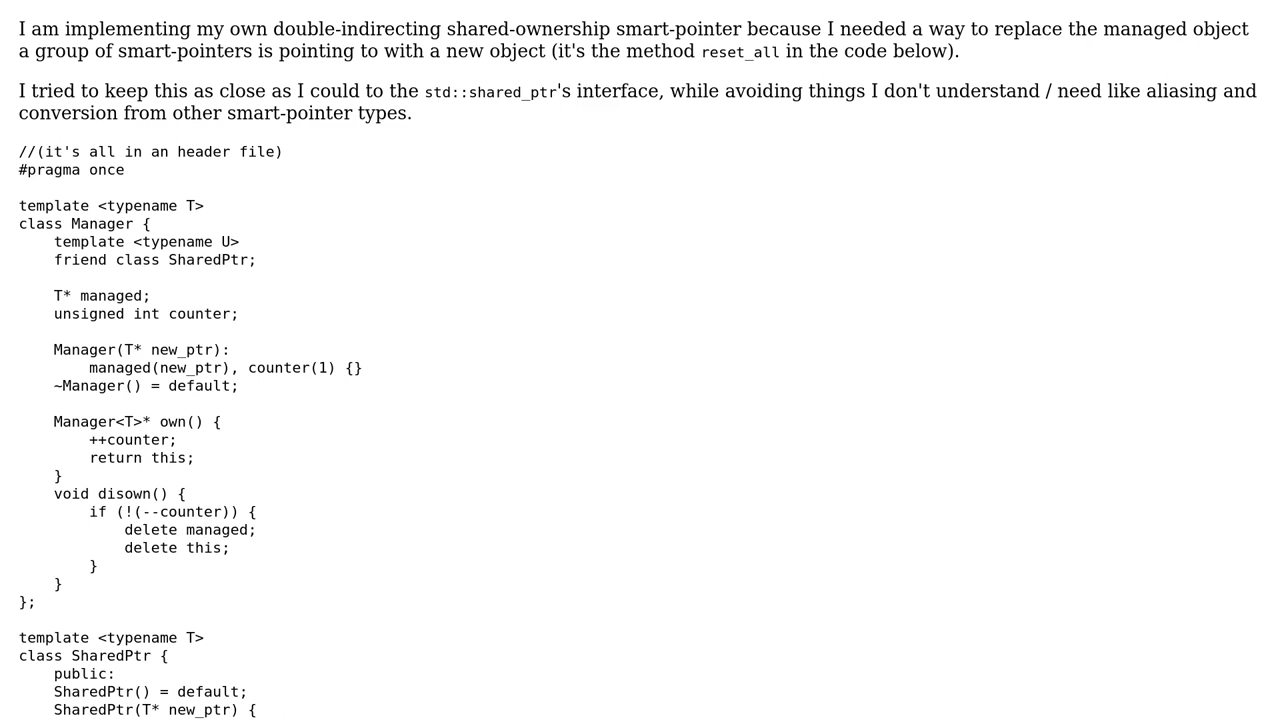 I am implementing my own double-indirecting shared-ownership smart-pointer because I needed a way to replace the managed object
a group of smart-pointers is pointing to with a new object (it's the method reset_all in the code below).
I tried to keep this as close as I could to the std::shared_ptr's interface, while avoiding things I don't understand / need like aliasing and
conversion from other smart-pointer types.
//(it's all in an header file)
#pragma once
template <typename T>
class Manager {
    template <typename U>
    friend class SharedPtr;
    T* managed;
    unsigned int counter;
    Manager(T* new_ptr):
        managed(new_ptr), counter(1) {}
    ~Manager() = default;
    Manager<T>* own() {
        ++counter;
        return this;
    }
    void disown() {
        if (!(--counter)) {
            delete managed;
            delete this;
        }
    }
};
template <typename T>
class SharedPtr {
    public:
    SharedPtr() = default;
    SharedPtr(T* new_ptr) {